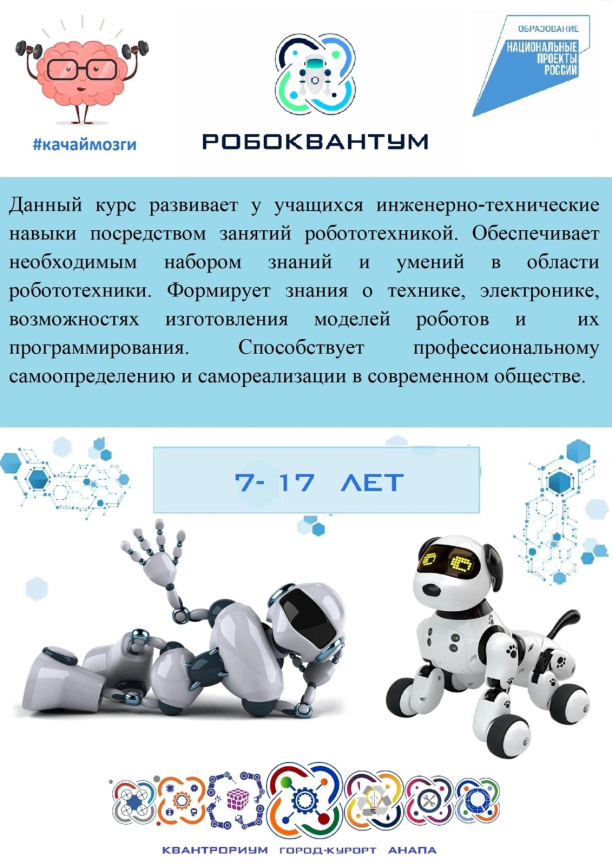 ОБРАЗОВАНИЕ
НАЦИОНАЛЬНЫЕ
ПРОЕКТЫ
РОССИИ
#качаймозги
РОБОКВАНТУМ
Данный курс развивает у учащихся инженерно-технические
навыки посредством занятий робототехникой. Обеспечивает
необходимым набором знаний и умений в области
робототехники. Формирует знания о технике, электронике,
возможностях изготовления моделей роботов и их
программирования. Способствует профессиональному
самоопределению и самореализации в современном обществе.
7- 17 ЛЕТ
КВАНТРОРИУМ ГОРОД-КУРОРТ АНАПА